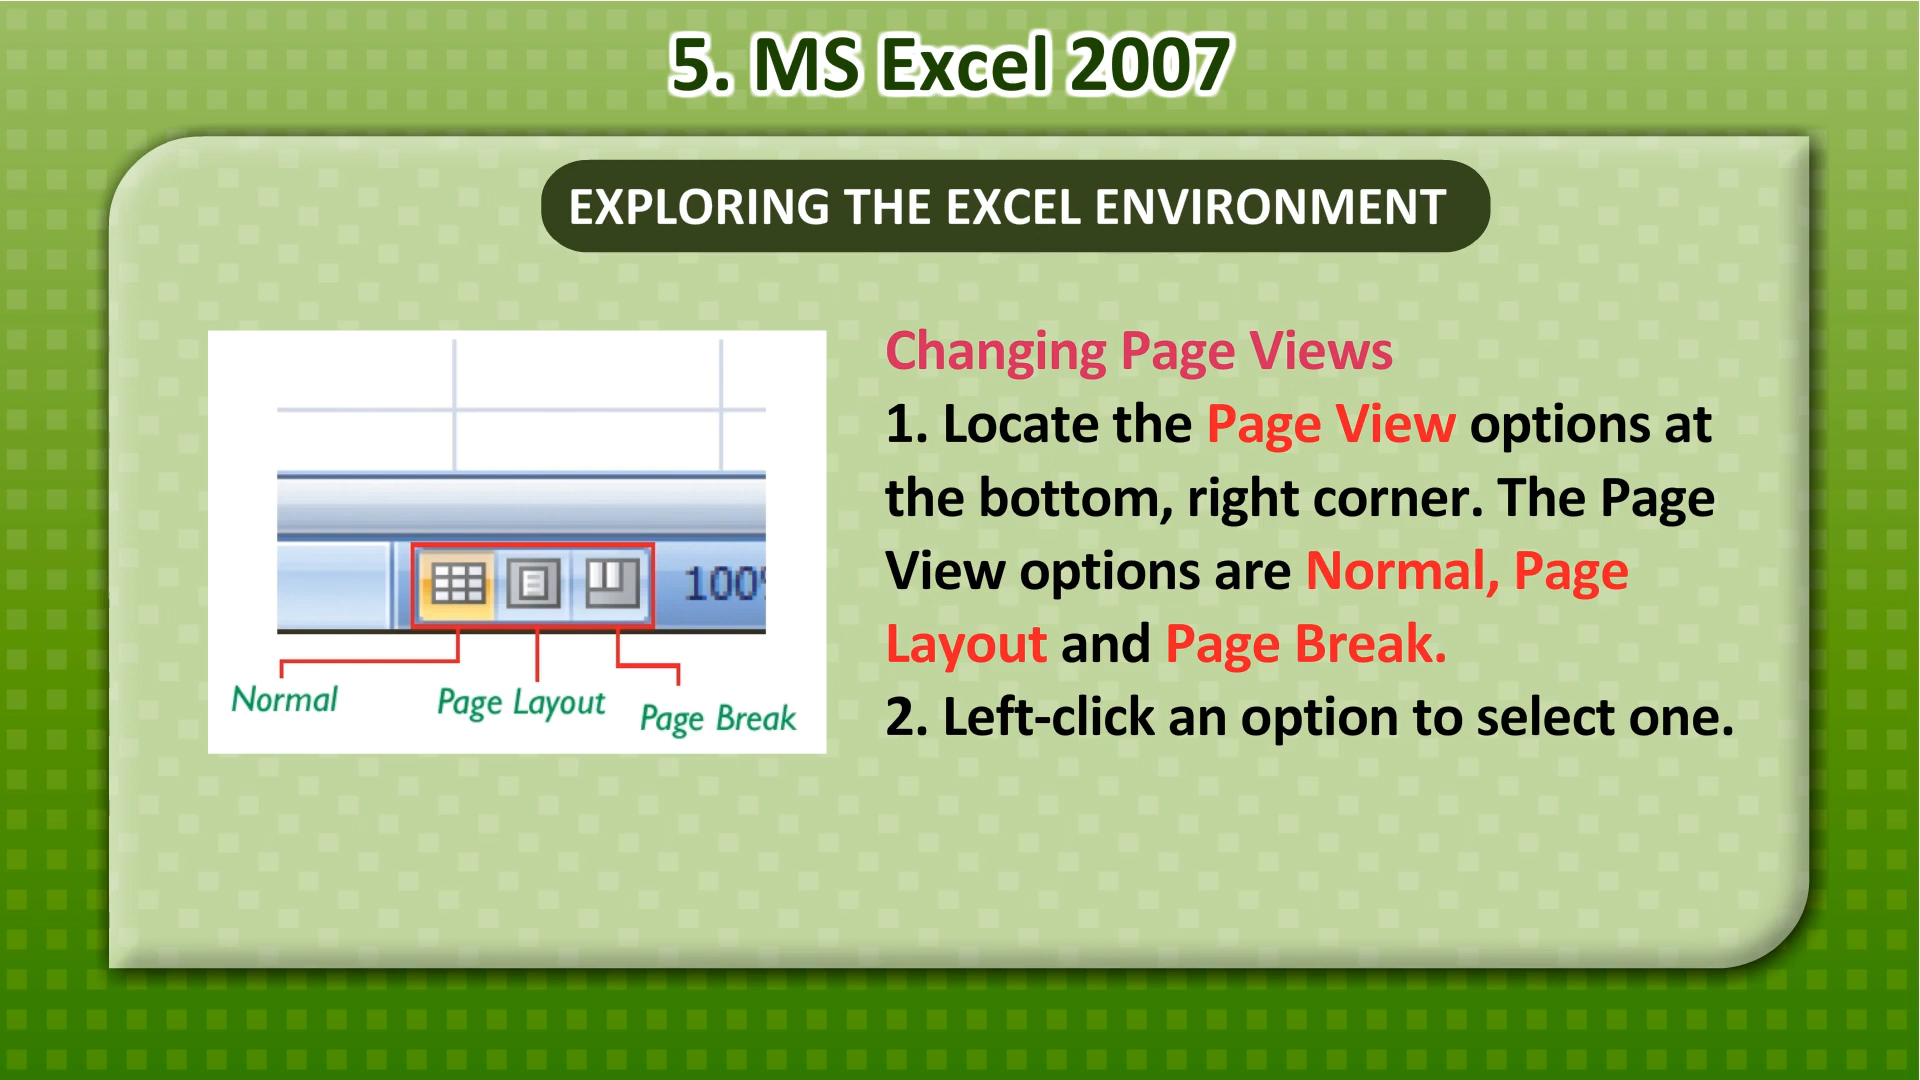 5. MS Excel 2007
EXPLORING THE EXCEL ENVIRONMENT
100%
Normal
Page Layout
Page Break
Changing Page Views
1. Locate the Page View options at
the bottom, right corner. The Page
View options are Normal, Page
Layout and Page Break.
2. Left-click an option to select one.